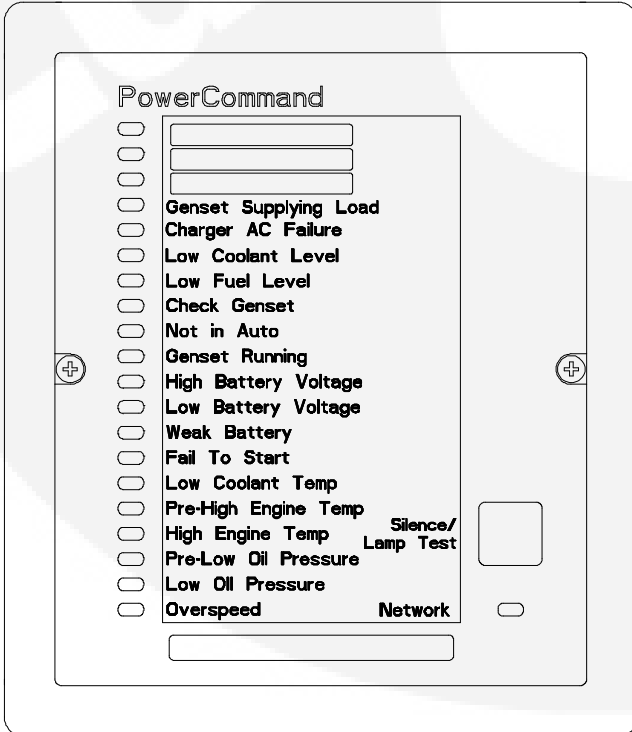 PowerCommand
Genset Supplying Load
Charger AC Failure
Low Coolant Level
Low Fuel Level
Check Genset
Not in Auto
Genset Running
High Battery Voltage
Low Battery Voltage
Weak Battery
Fail To Start
Low Coolant Temp
Pre-High Engine Temp
High Engine Temp
Silence/
Lamp Test
Pre-Low Oil Pressure
Low Oil Pressure
Overspeed
Network